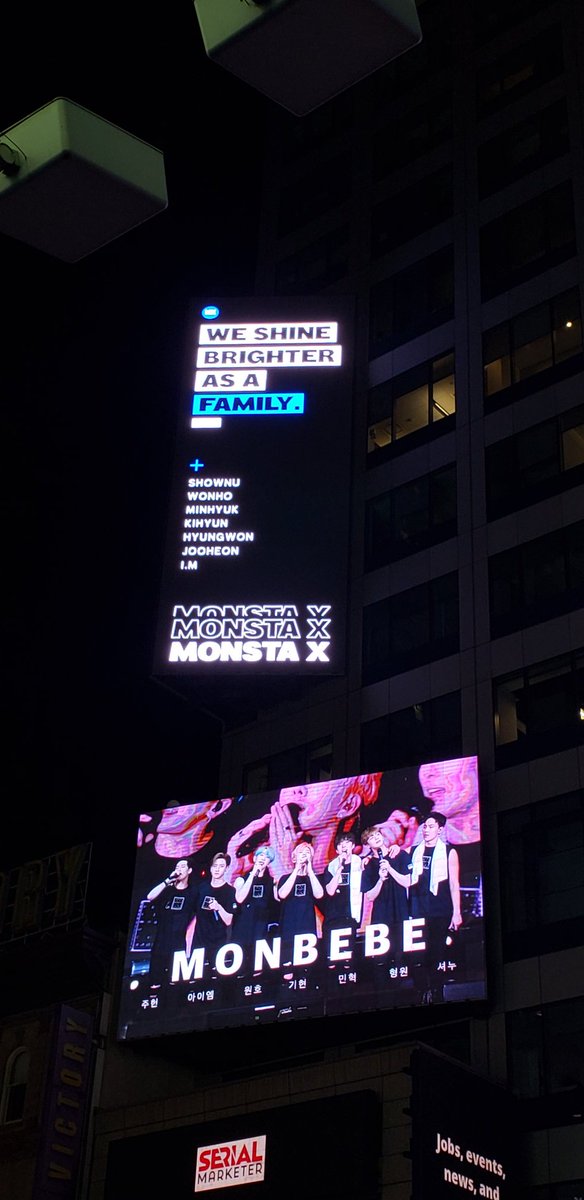 WE SHINE
BRIGHTER
AS A
FAMILY.
+
SHOWNU
WONHO
MINHYUK
KIHYUN
HYUNGWON
JOOHEON
I.M
MONSTA X
MONSTA X
MONSTA X
MONBEBE
주헌 아이엠 원호 기현 민혁 형원 셔누
VICTORY
SERIAL
MARKETER
Jobs, events,
news, and